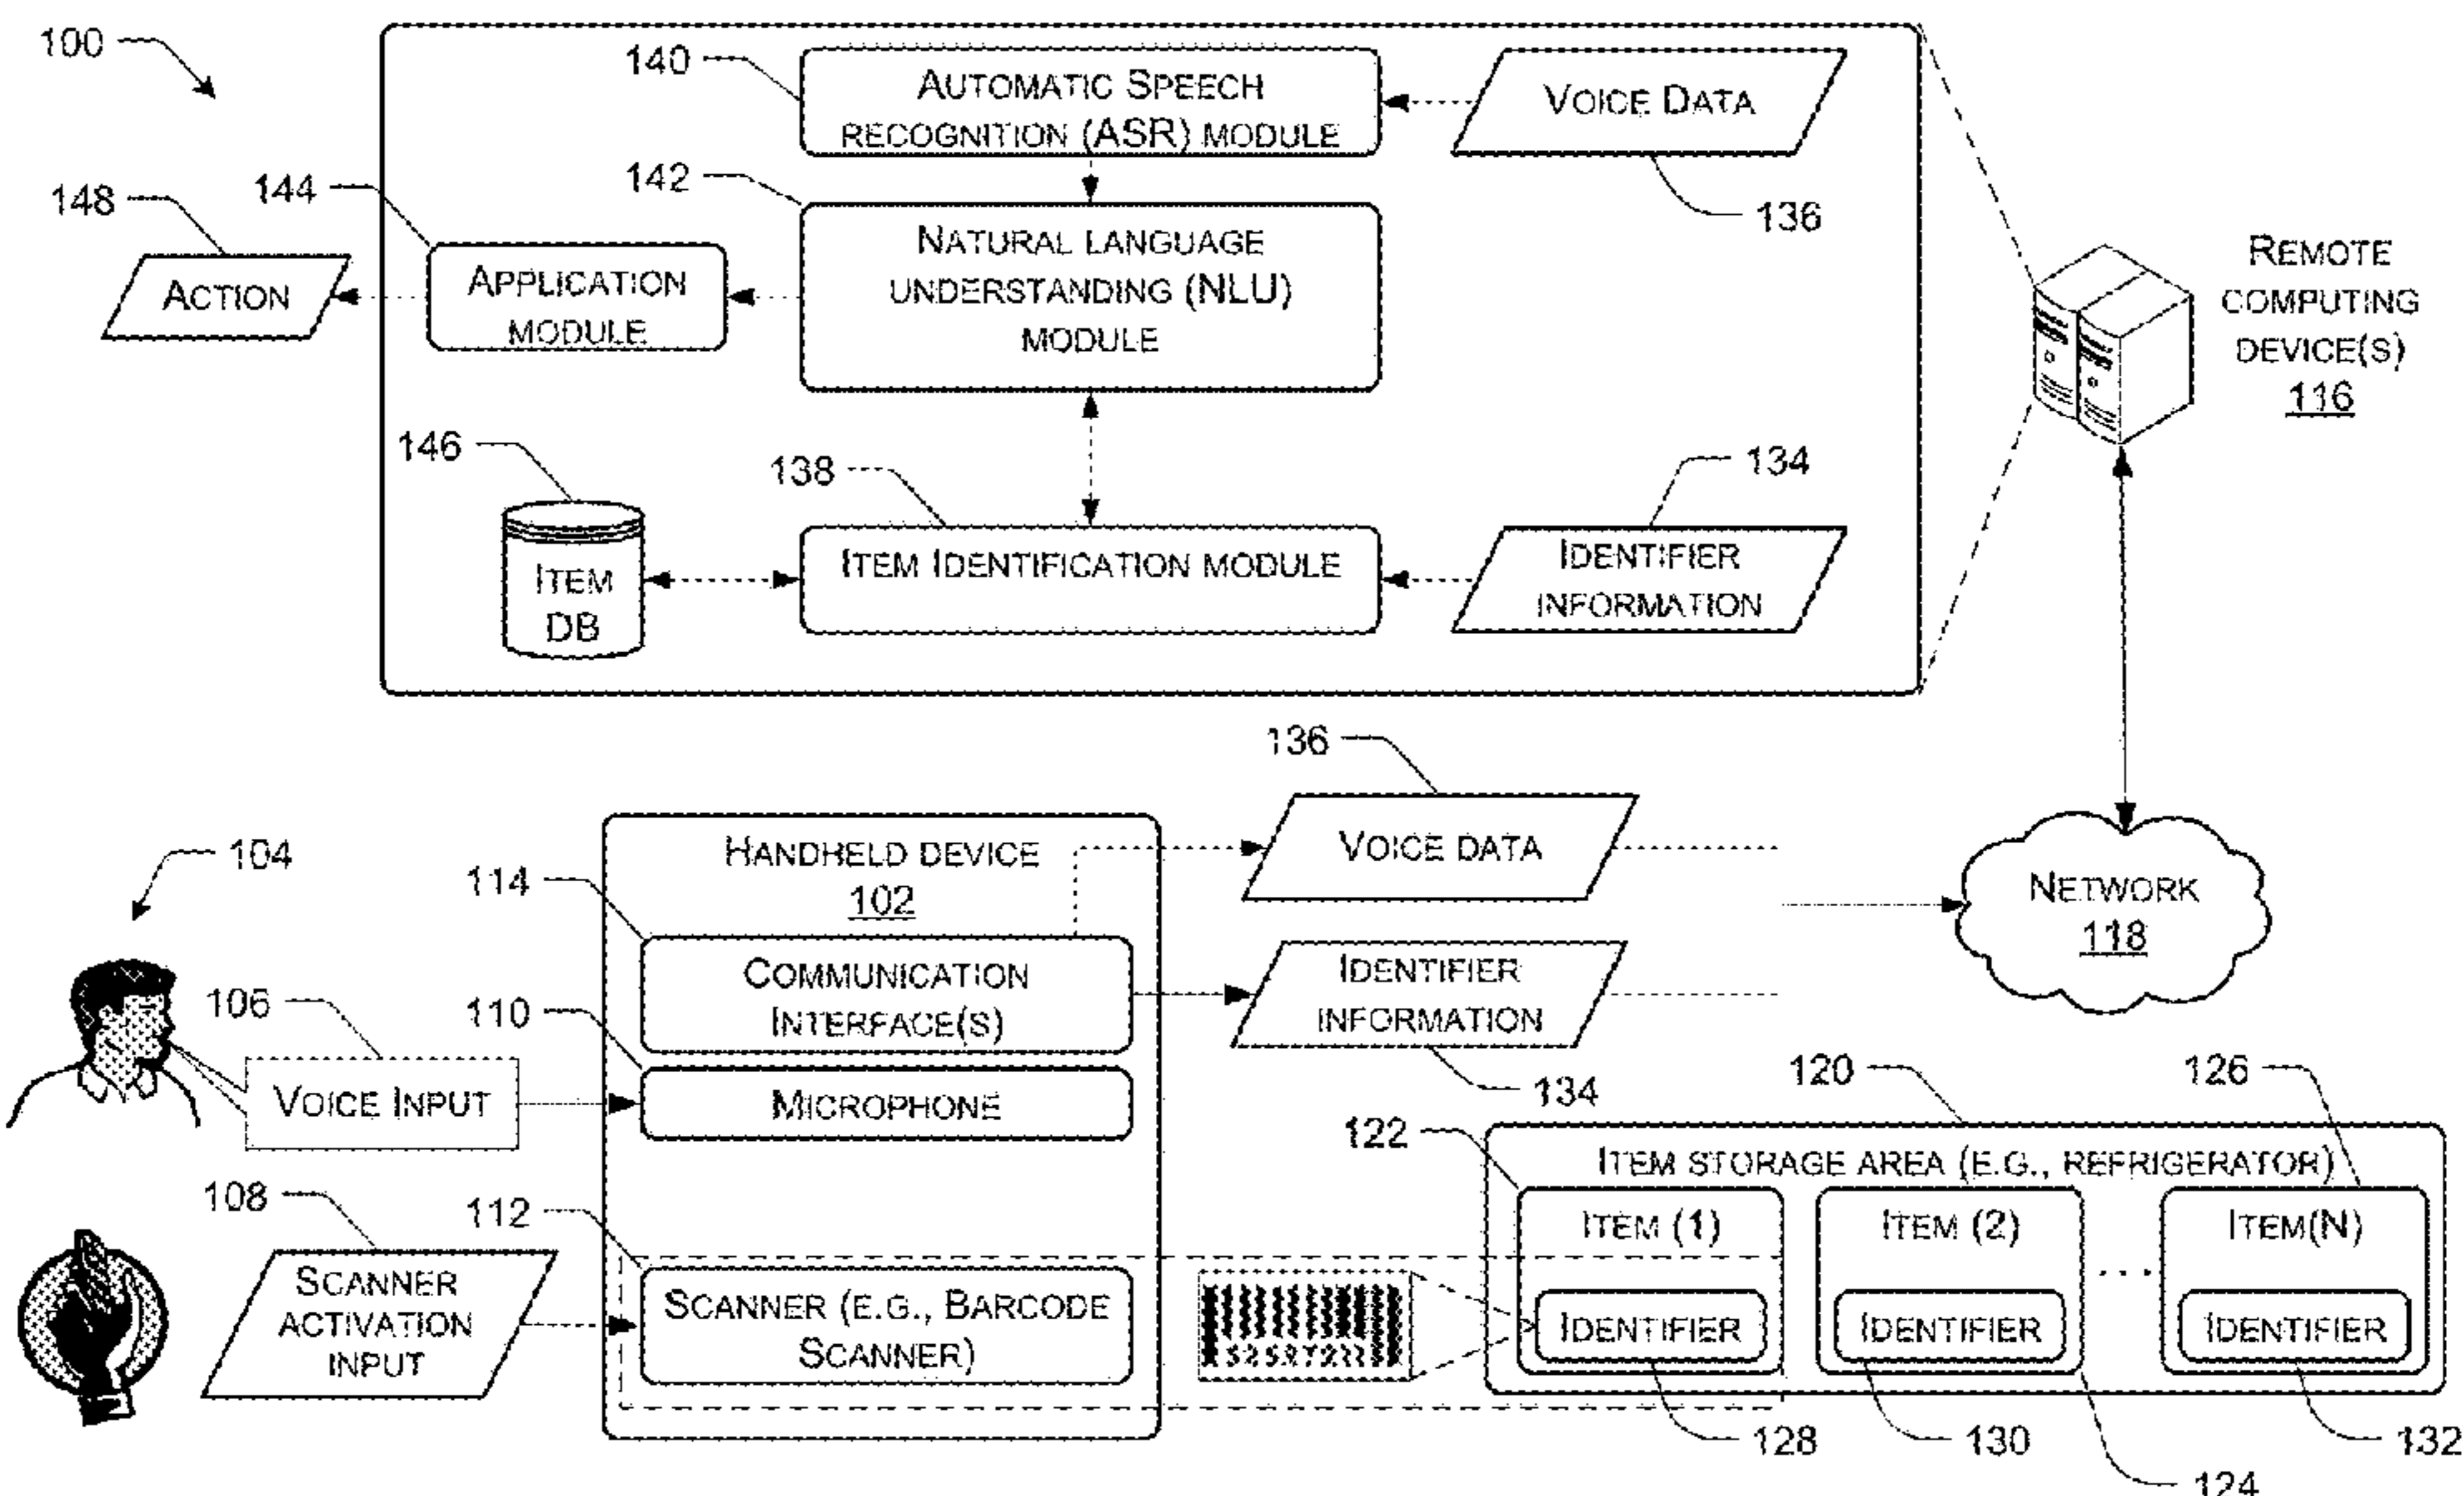 100
140
AUTOMATIC SPEECH
RECOGNITION (ASR) MODULE
VOICE DATA
136
142
144
148
NATURAL LANGUAGE
UNDERSTANDING (NLU)
MODULE
APPLICATION
MODULE
ACTION
REMOTE
COMPUTING
DEVICE(S)
116
146
138
134
ITEM
DB
ITEM IDENTIFICATION MODULE
IDENTIFIER
INFORMATION
136
104
114
HANDHELD DEVICE
102
VOICE DATA
NETWORK
118
COMMUNICATION
INTERFACE(S)
IDENTIFIER
INFORMATION
134
106
110
VOICE INPUT
MICROPHONE
120
126
122
ITEM STORAGE AREA (E.G., REFRIGERATOR)
108
112
ITEM (1)
ITEM (2)
ITEM(N)
...
SCANNER
ACTIVATION
INPUT
SCANNER (E.G., BARCODE
SCANNER)
IDENTIFIER
IDENTIFIER
IDENTIFIER
128
130
132
124